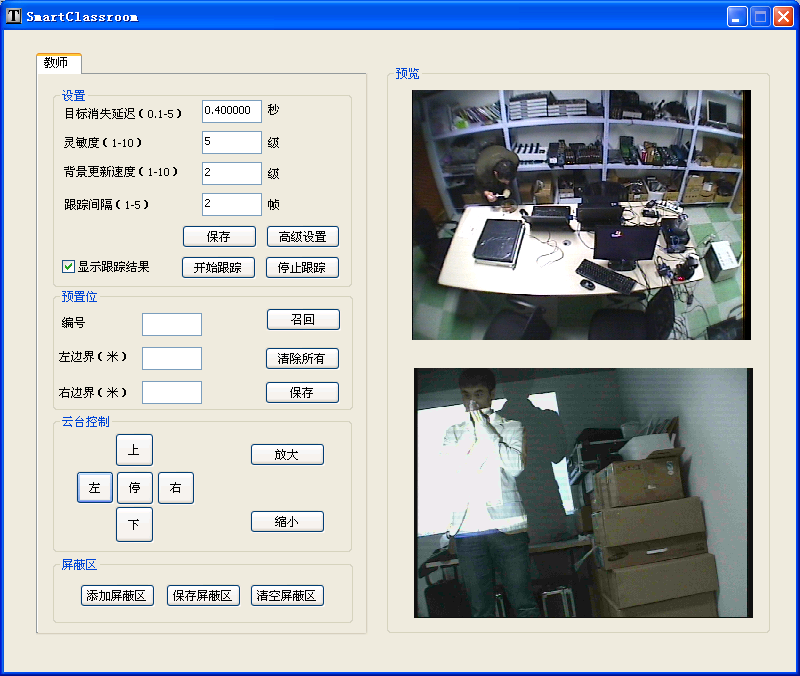 SmartClassroom
教师
设置
目标消失延迟(0.1-5) 0.400000 秒
灵敏度(1-10) 5 级
背景更新速度(1-10) 2 级
跟踪间隔(1-5) 2 帧
保存 高级设置
显示跟踪结果 开始跟踪 停止跟踪
预置位
编号 召回
左边界(米) 清除所有
右边界(米) 保存
云台控制
上 放大
左 停 右
下 缩小
屏蔽区
添加屏蔽区 保存屏蔽区 清空屏蔽区
预览